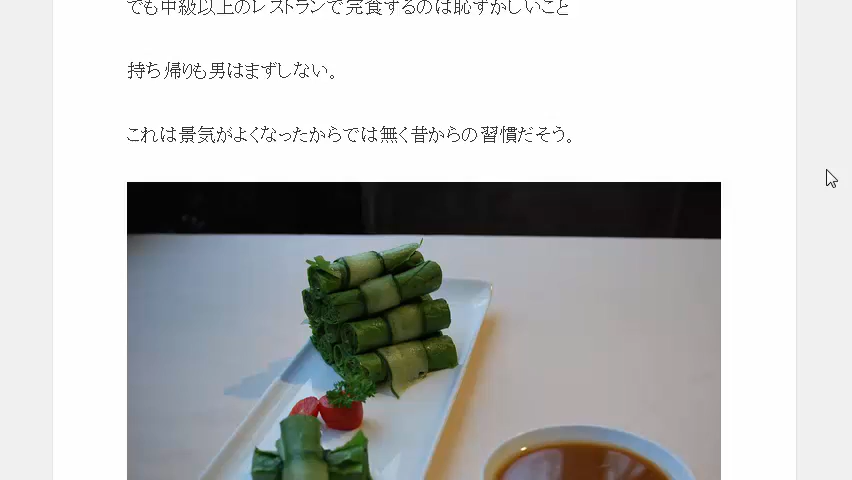 でも中級以上のレストランで完食するのは恥ずかしいこと
持ち帰りも男はまずしない。
これは景気がよくなったからでは無く昔からの習慣だそう。